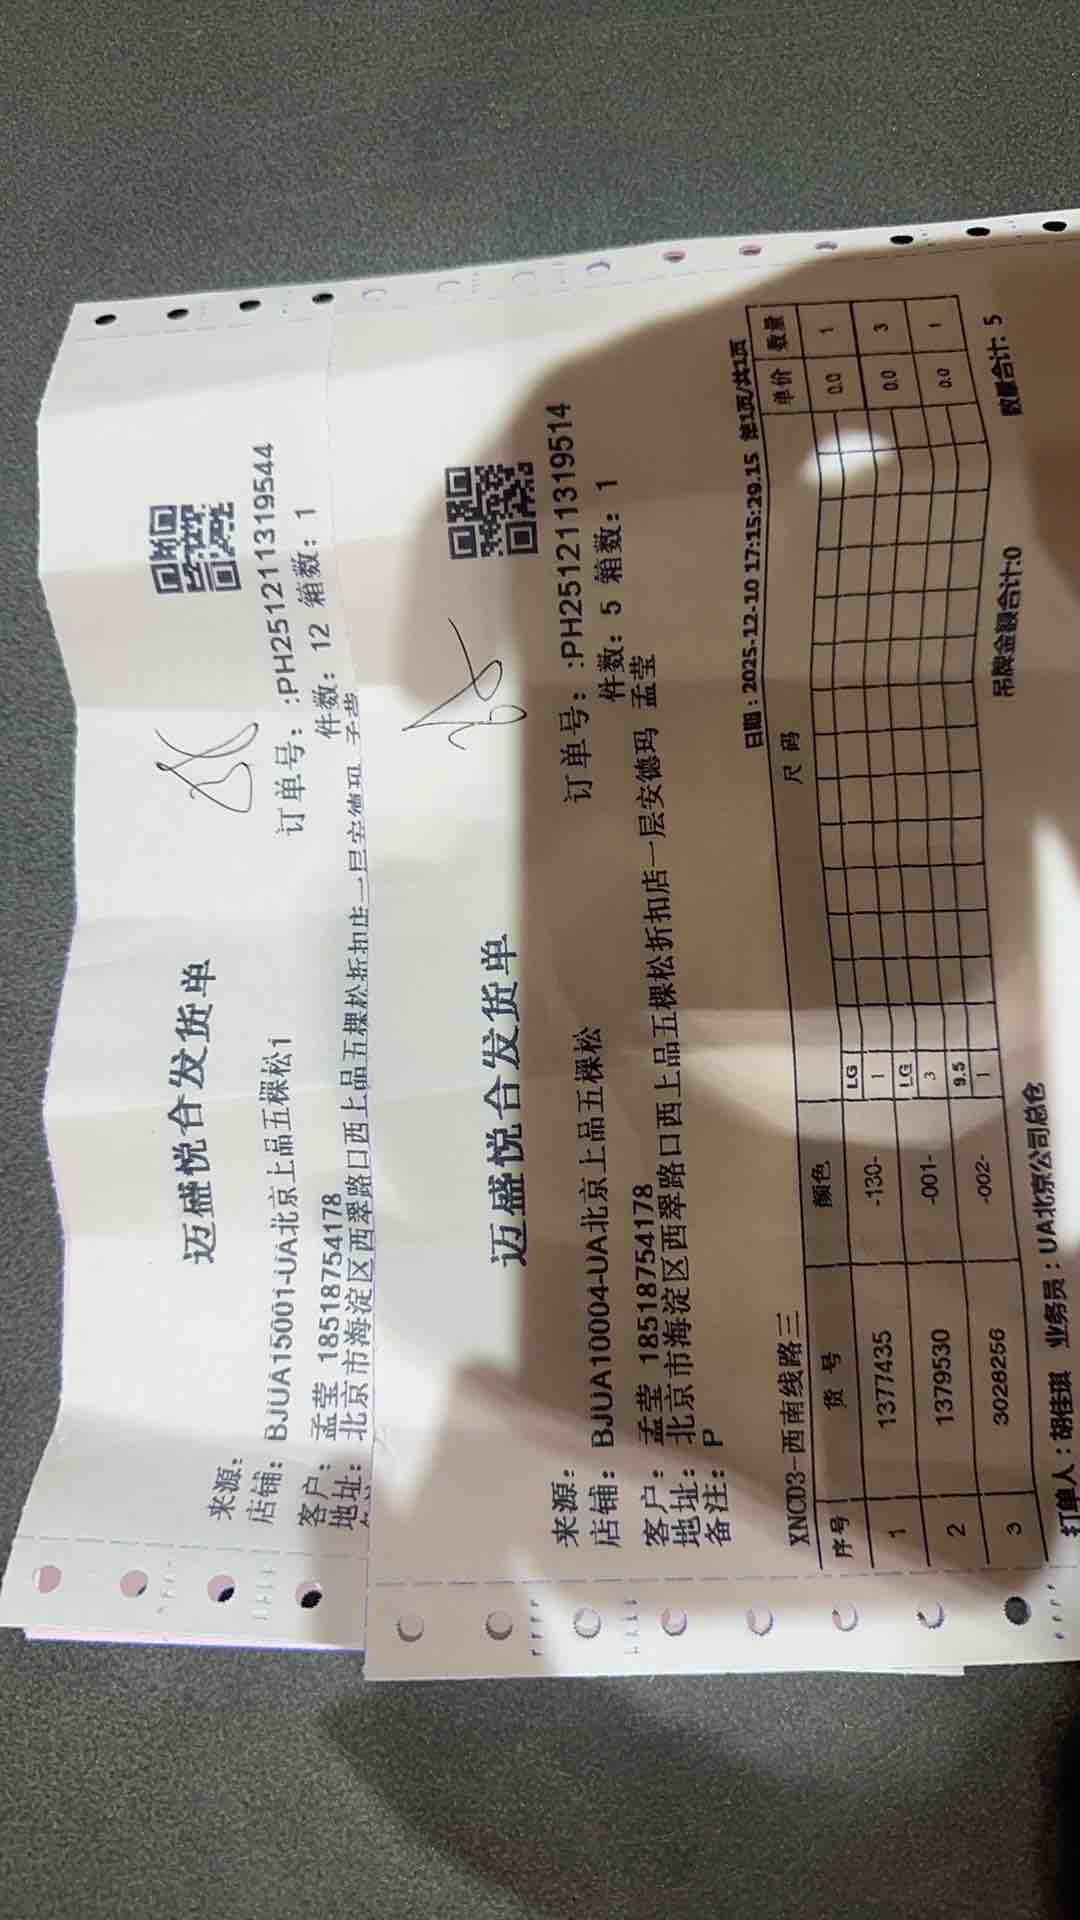 迈盛悦合发货单
来源:
订单号: :PH251211319544
店铺: BJUA15001-UA北京上品五棵松i
件数: 12 箱数: 1
客户: 孟莹 18518754178
地址: 北京市海淀区西翠路口西上品五棵松折扣店一层安德玛
迈盛悦合发货单
来源:
订单号: :PH251211319514
店铺: BJUA10004-UA北京上品五棵松
件数: 5 箱数: 1
客户: 孟莹 18518754178
地址: 北京市海淀区西翠路口西上品五棵松折扣店一层安德玛 孟莹
备注: P
XNCD3-西南线路三
日期:2025-12-10 17:15:29.15 第1页/共1页
序号 货 号 颜色 尺 码 单价 数量
1 1377435 -130- LG 0.0 1
1
2 1379530 -001- LG 0.0 3
3
3 3028256 -002- 9.5 0.0 1
1
吊牌金额合计:0 数量合计: 5
打单人:胡佳琪 业务员:UA北京公司总仓